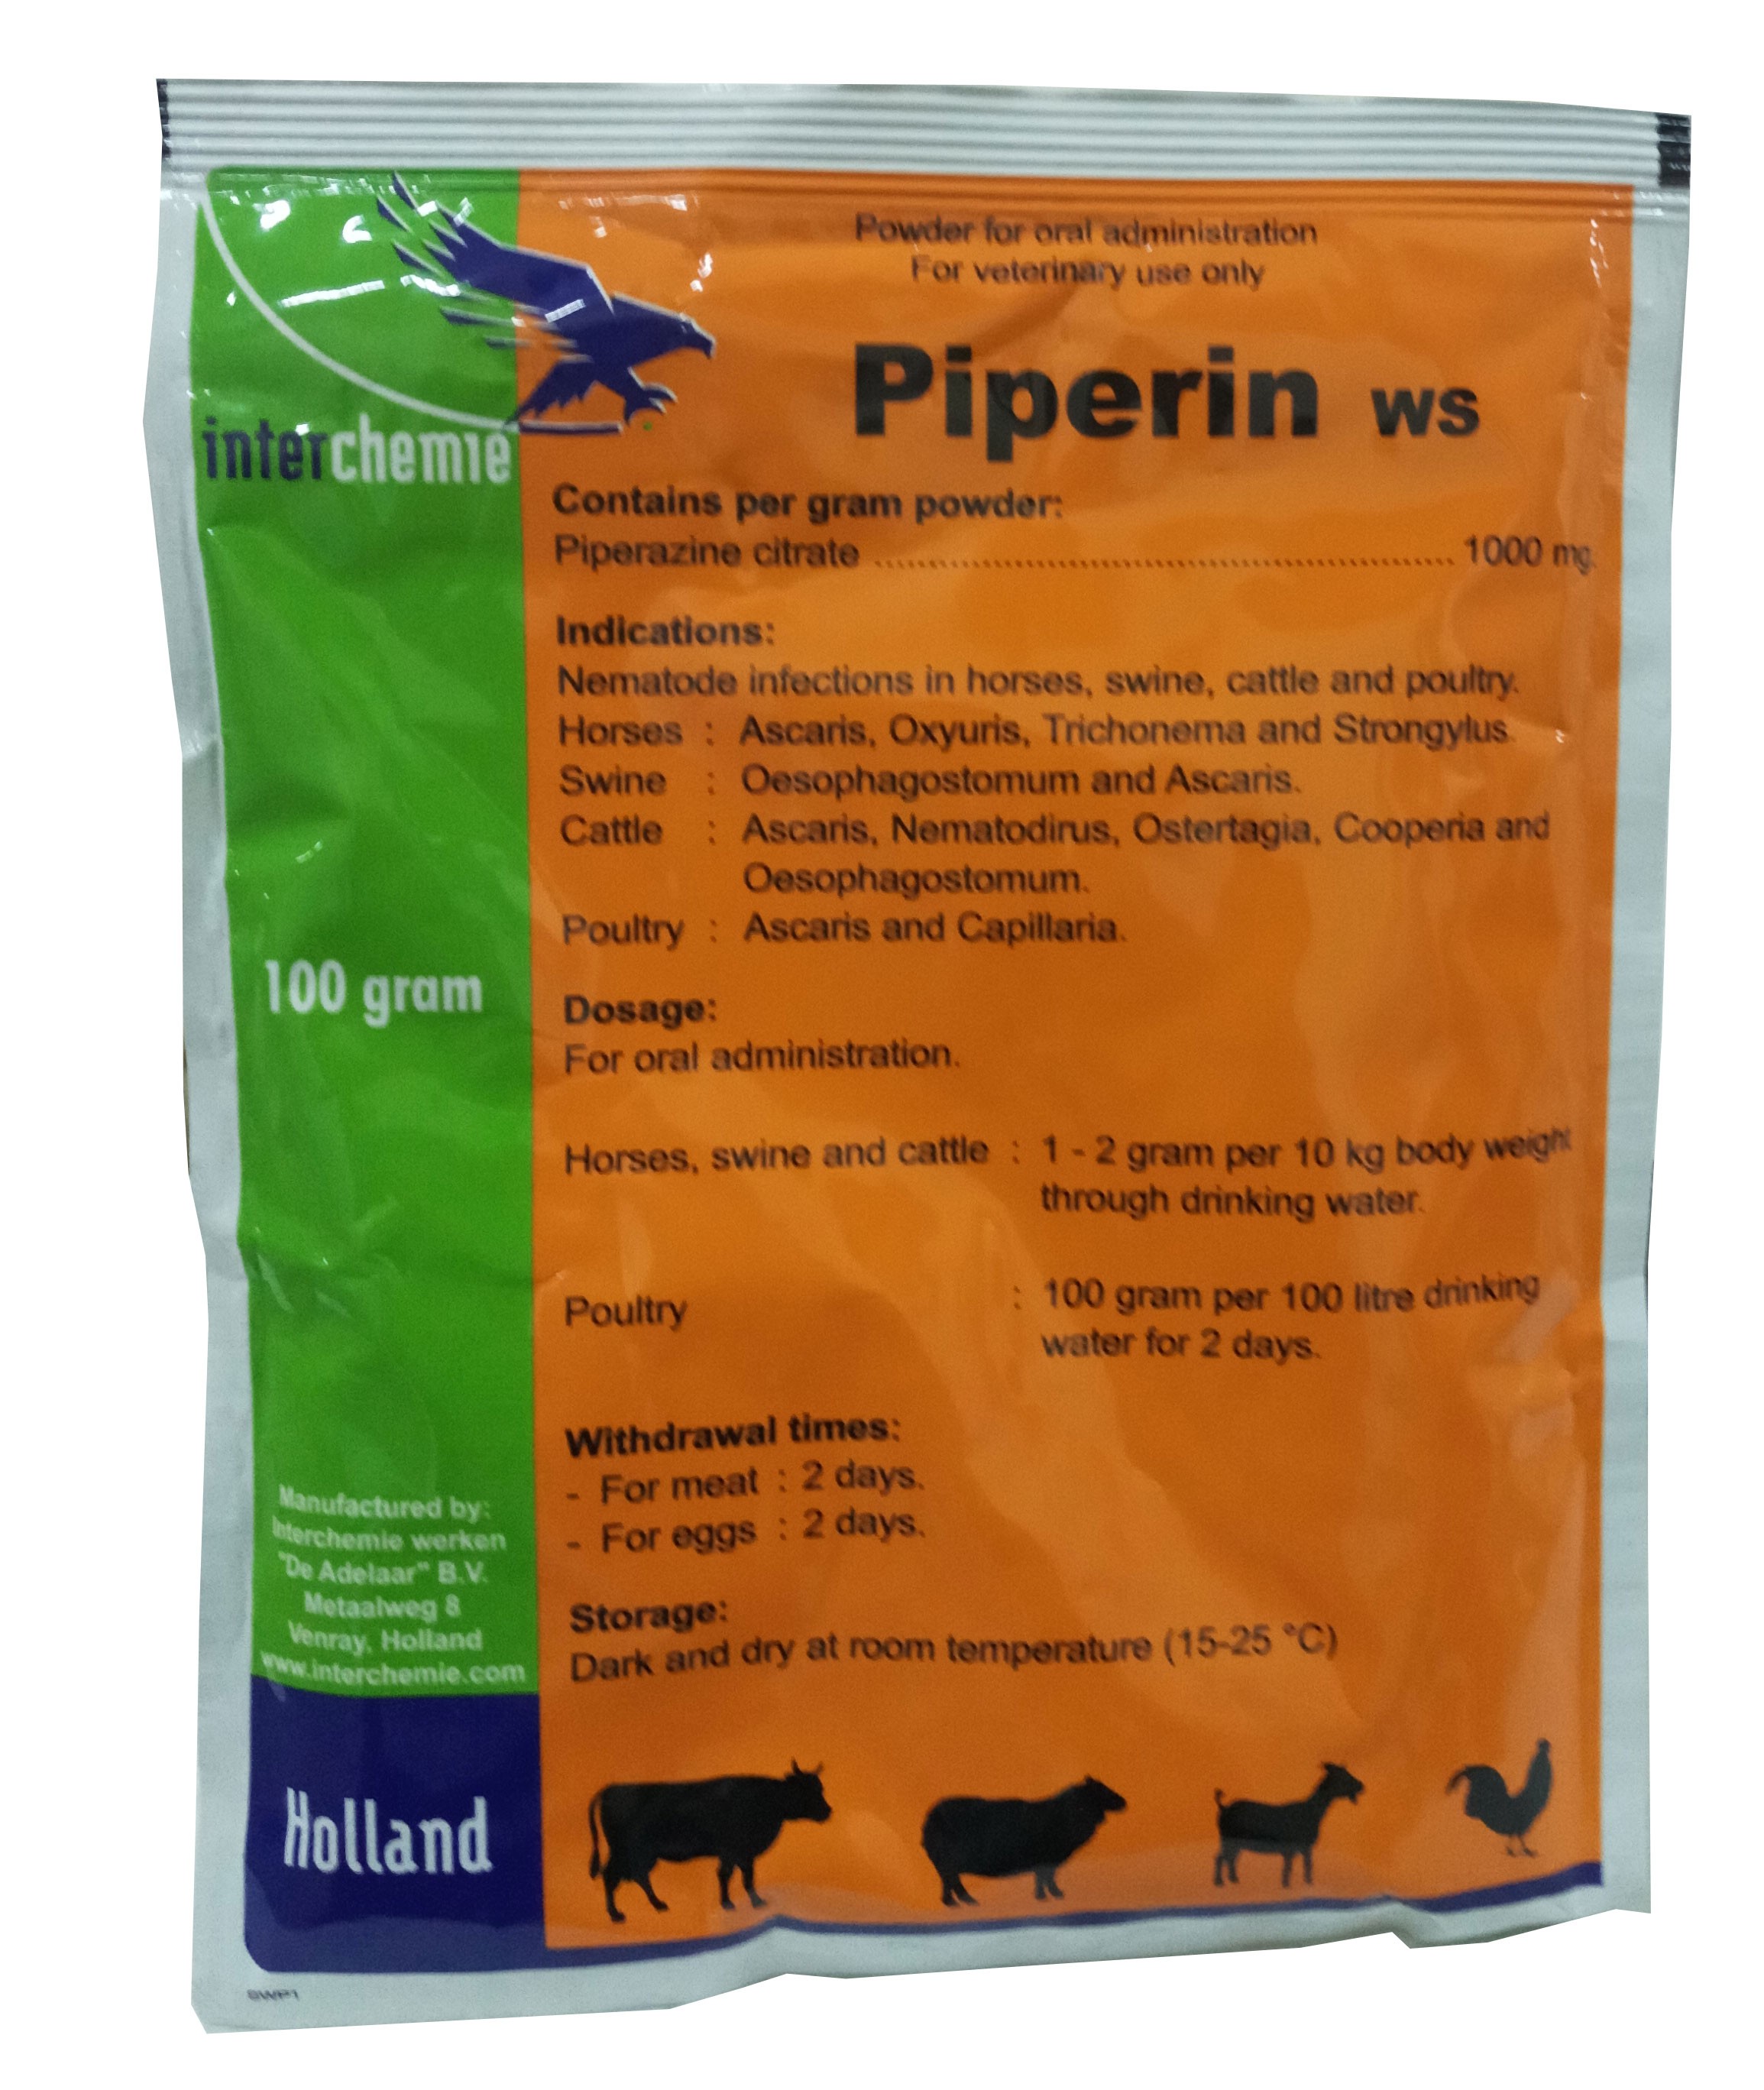 Powder for oral administration
For veterinary use only
Piperin ws
interchemie
Contains per gram powder:
Piperazine citrate ........................................................ 1000 mg.
Indications:
Nematode infections in horses, swine, cattle and poultry.
Horses : Ascaris, Oxyuris, Trichonema and Strongylus.
Swine : Oesophagostomum and Ascaris.
Cattle : Ascaris, Nematodirus, Ostertagia, Cooperia and
Oesophagostomum.
Poultry : Ascaris and Capillaria.
100 gram
Dosage:
For oral administration.
Horses, swine and cattle : 1 - 2 gram per 10 kg body weight
through drinking water.
Poultry : 100 gram per 100 litre drinking
water for 2 days.
Withdrawal times:
- For meat : 2 days.
- For eggs : 2 days.
Storage:
Dark and dry at room temperature (15-25 °C)
Manufactured by:
Interchemie werken
"De Adelaar" B.V.
Metaalweg 8
Venray, Holland
www.interchemie.com
Holland
SWP1